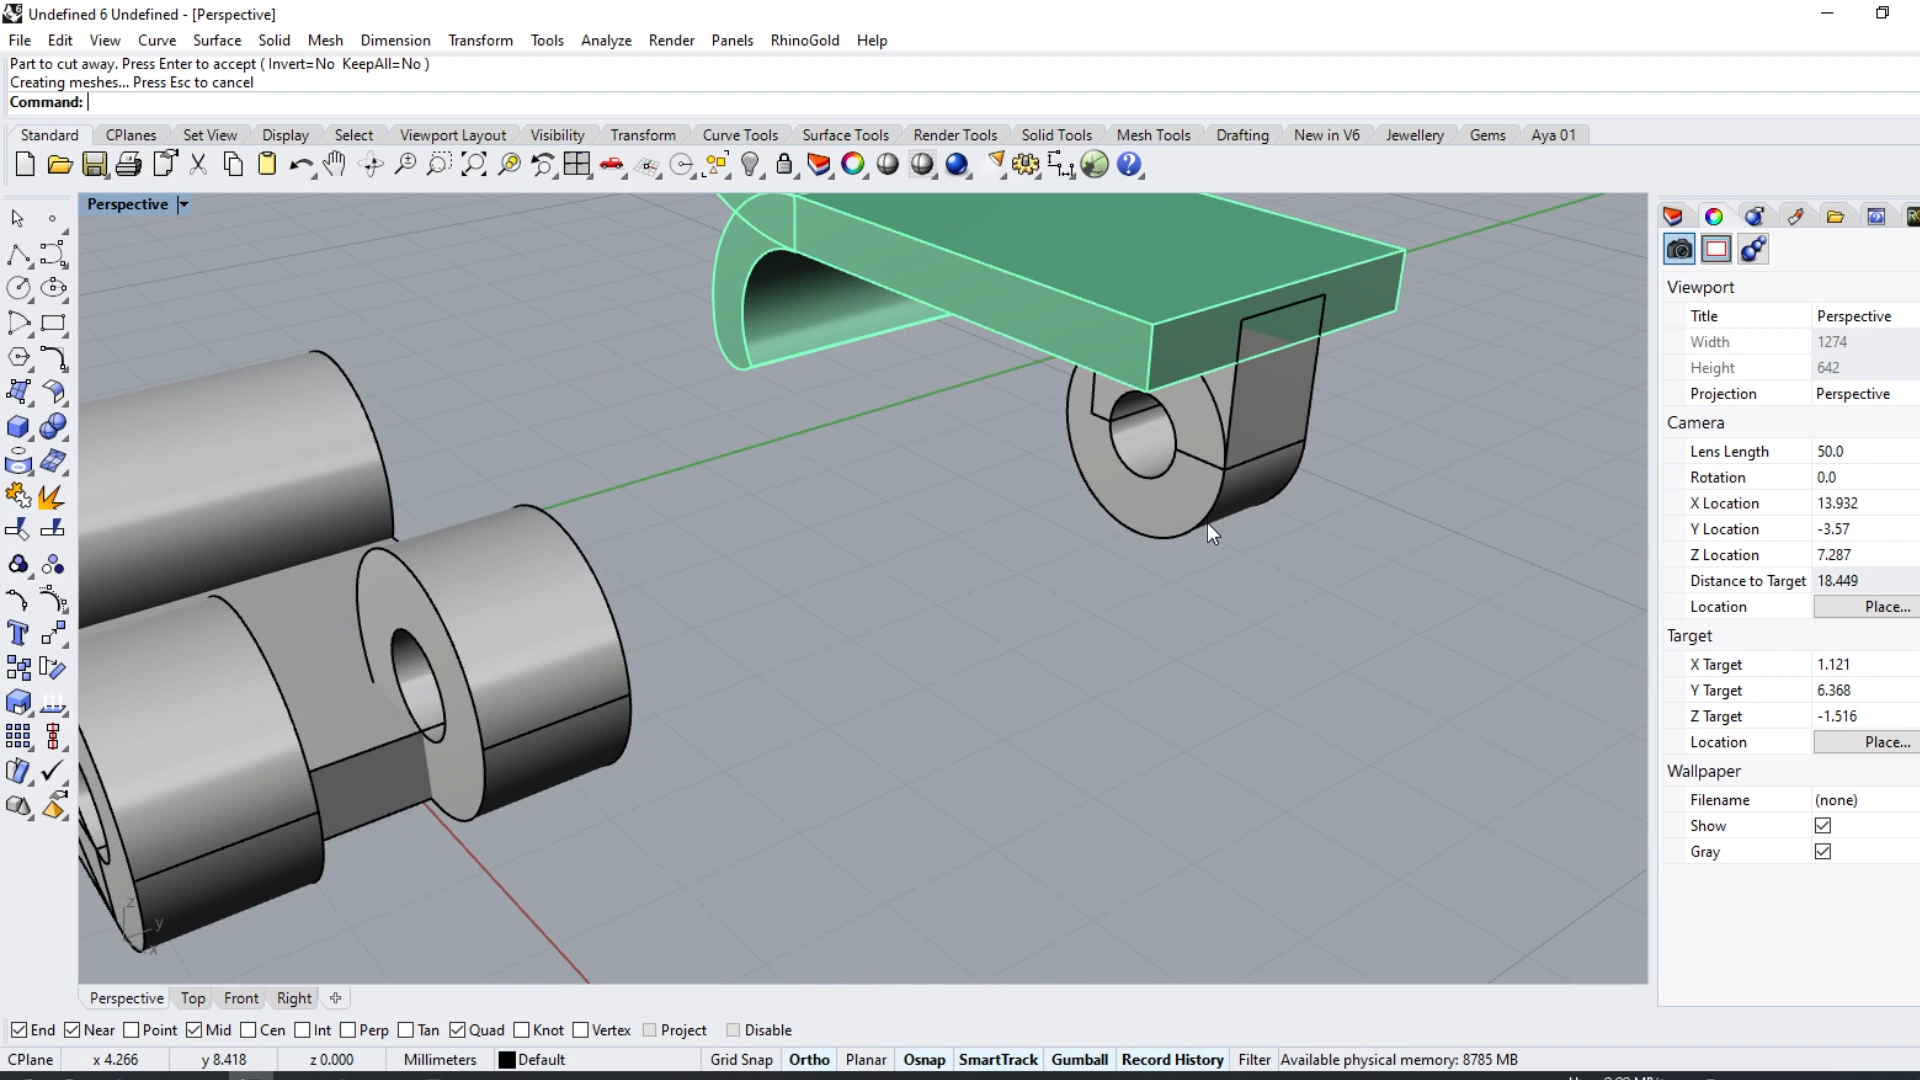 Undefined 6 Undefined - [Perspective]
File Edit View Curve Surface Solid Mesh Dimension Transform Tools Analyze Render Panels RhinoGold Help
Part to cut away. Press Enter to accept ( Invert=No KeepAll=No )
Creating meshes... Press Esc to cancel
Command:
Standard CPlanes Set View Display Select Viewport Layout Visibility Transform Curve Tools Surface Tools Render Tools Solid Tools Mesh Tools Drafting New in V6 Jewellery Gems Aya 01
Perspective
Viewport
Title Perspective
Width 1274
Height 642
Projection Perspective
Camera
Lens Length 50.0
Rotation 0.0
X Location 13.932
Y Location -3.57
Z Location 7.287
Distance to Target 18.449
Location Place...
Target
X Target 1.121
Y Target 6.368
Z Target -1.516
Location Place...
Wallpaper
Filename (none)
Show
Gray
z
y
x
Perspective Top Front Right
End Near Point Mid Cen Int Perp Tan Quad Knot Vertex Project Disable
CPlane x 4.266 y 8.418 z 0.000 Millimeters Default Grid Snap Ortho Planar Osnap SmartTrack Gumball Record History Filter Available physical memory: 8785 MB